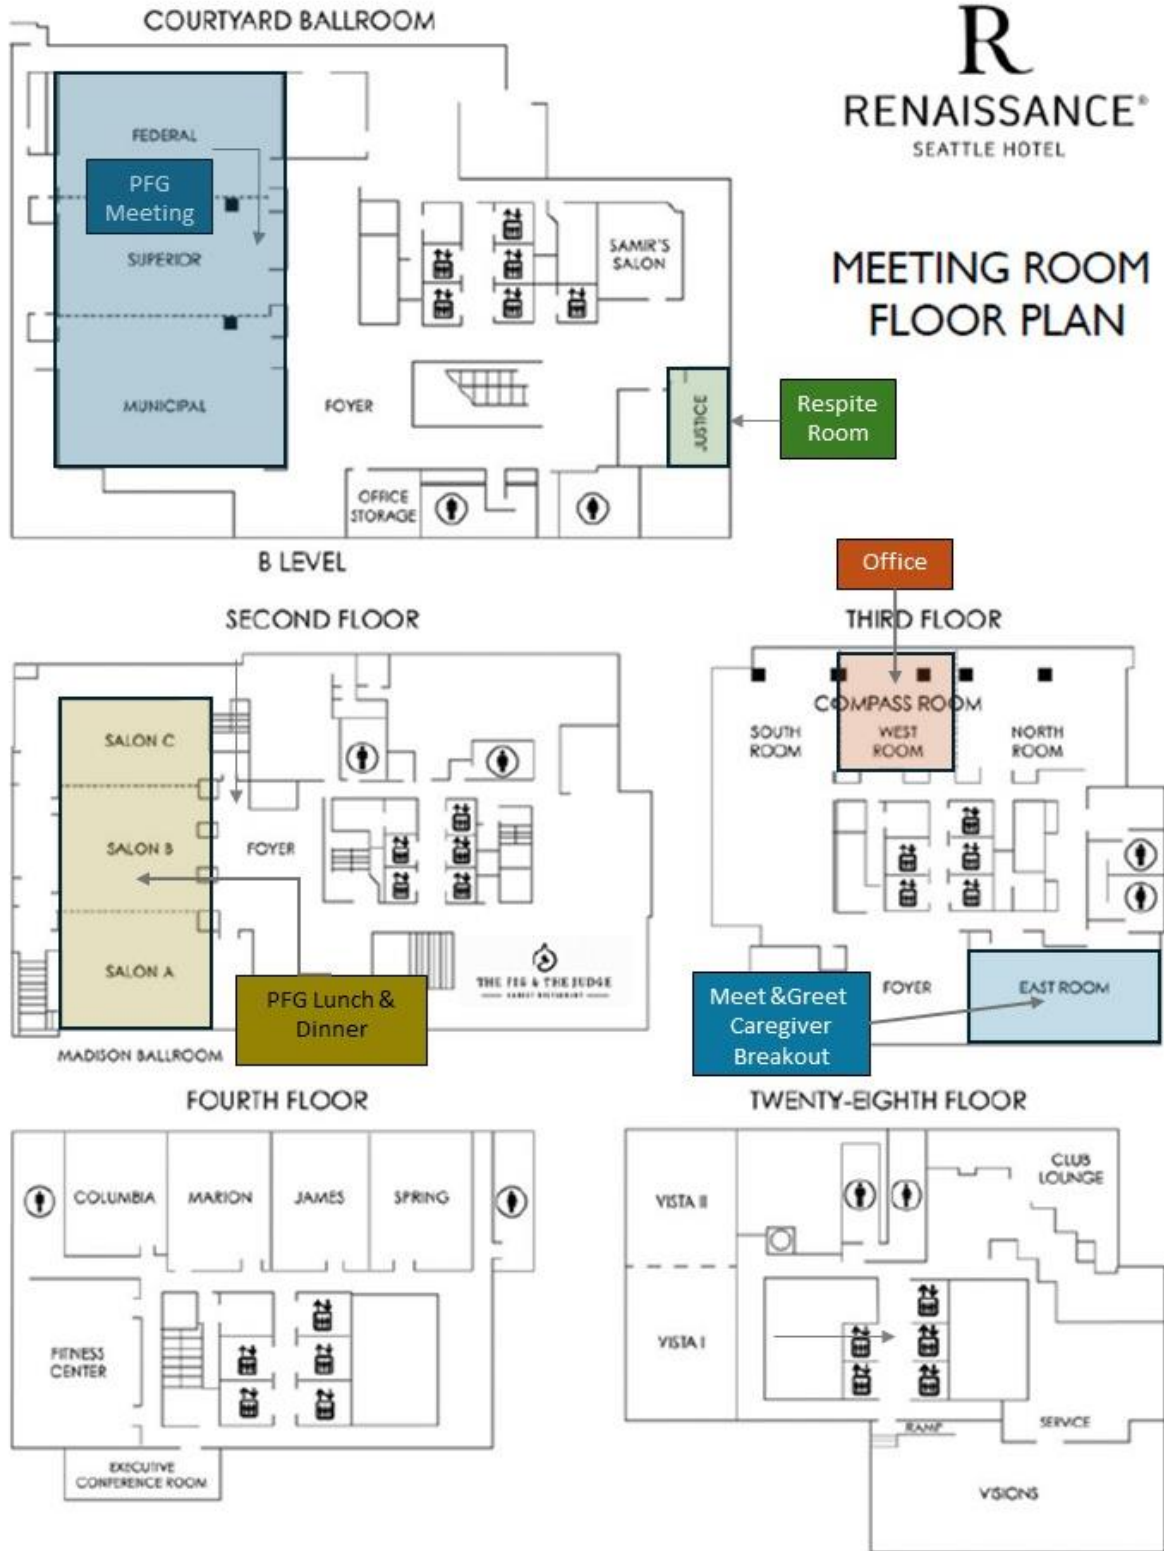 COURTYARD BALLROOM
R
RENAISSANCE®
SEATTLE HOTEL
MEETING ROOM
FLOOR PLAN
FEDERAL
PFG
Meeting
SUPERIOR
MUNICIPAL
FOYER
SAMIR'S
SALON
JUSTICE
Respite
Room
OFFICE
STORAGE
B LEVEL
Office
SECOND FLOOR
SALON C
SALON B
FOYER
SALON A
PFG Lunch &
Dinner
THE FIG & THE JUDGE
MADISON BALLROOM
THIRD FLOOR
COMPASS ROOM
SOUTH
ROOM
WEST
ROOM
NORTH
ROOM
FOYER
EAST ROOM
Meet &Greet
Caregiver
Breakout
FOURTH FLOOR
COLUMBIA
MARION
JAMES
SPRING
FITNESS
CENTER
EXECUTIVE
CONFERENCE ROOM
TWENTY-EIGHTH FLOOR
VISTA II
CLUB
LOUNGE
VISTA I
RAMP
SERVICE
VISIONS